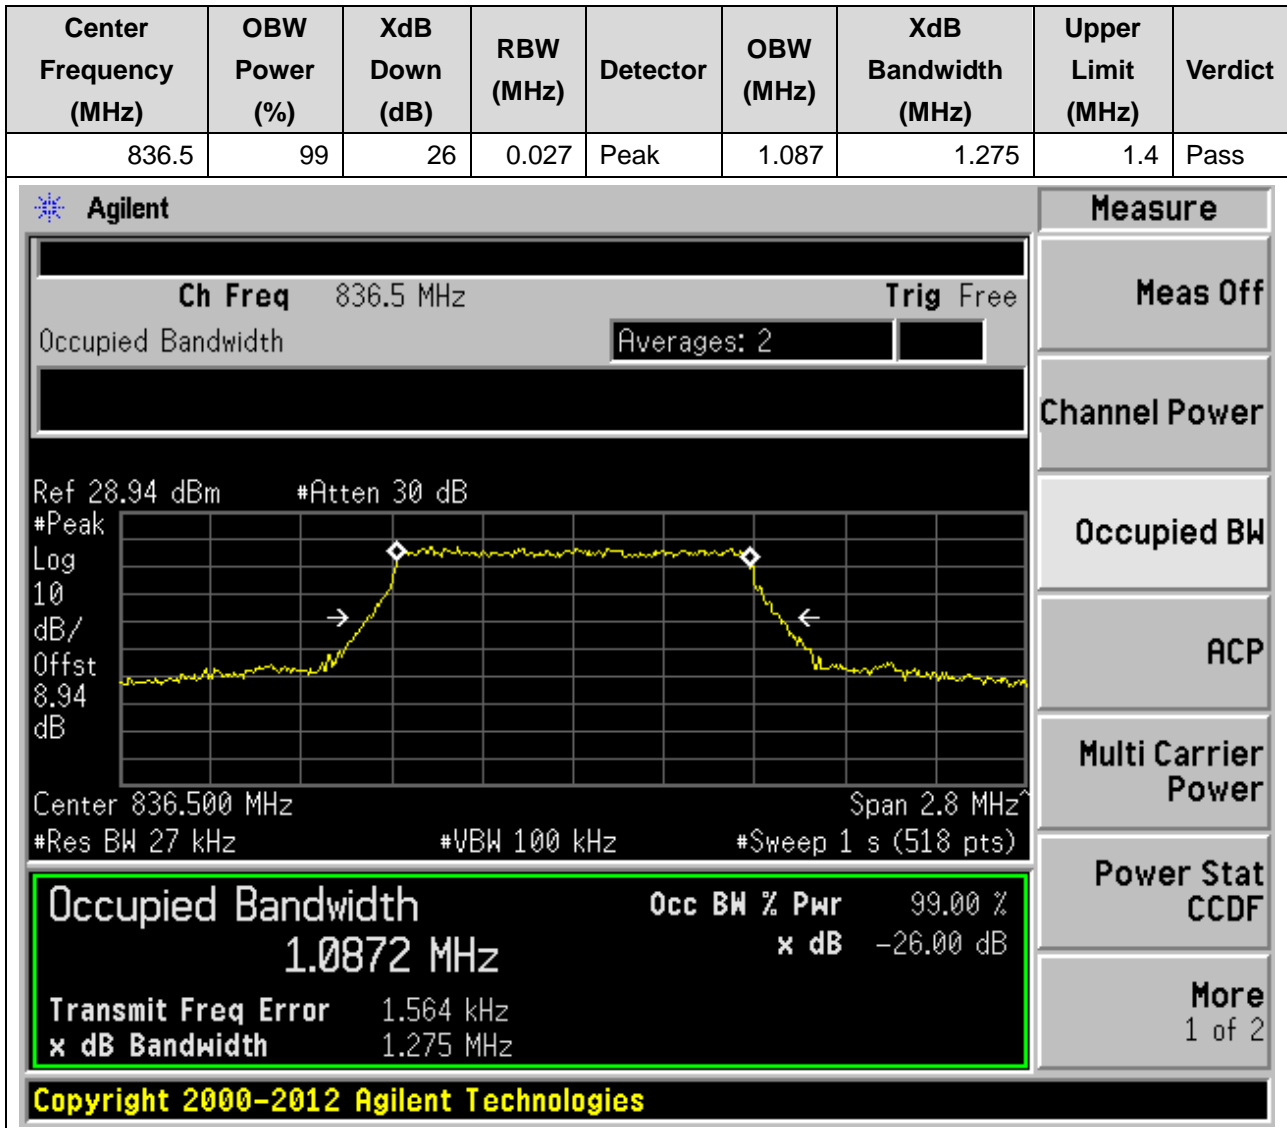 Center Frequency (MHz) OBW Power (%) XdB Down (dB) RBW (MHz) Detector OBW (MHz) XdB Bandwidth (MHz) Upper Limit (MHz) Verdict
836.5 99 26 0.027 Peak 1.087 1.275 1.4 Pass
Agilent
Measure
Ch Freq 836.5 MHz Trig Free
Meas Off
Occupied Bandwidth Averages: 2
Channel Power
Ref 28.94 dBm #Atten 30 dB
#Peak
Log
10
dB/
Offst
8.94
dB
Occupied BW
ACP
Multi Carrier
Power
Center 836.500 MHz Span 2.8 MHz^
#Res BW 27 kHz #VBW 100 kHz #Sweep 1 s (518 pts)
Power Stat
CCDF
Occupied Bandwidth Occ BW % Pwr 99.00 %
1.0872 MHz x dB -26.00 dB
Transmit Freq Error 1.564 kHz
x dB Bandwidth 1.275 MHz
More
1 of 2
Copyright 2000-2012 Agilent Technologies